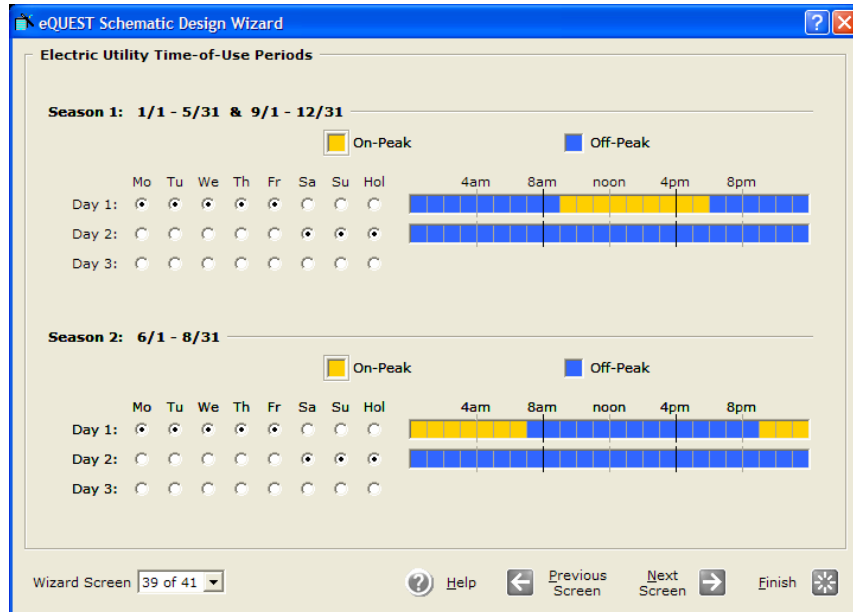 eQUEST Schematic Design Wizard
Electric Utility Time-of-Use Periods
Season 1: 1/1 - 5/31 & 9/1 - 12/31
On-Peak Off-Peak
Mo Tu We Th Fr Sa Su Hol 4am 8am noon 4pm 8pm
Day 1:
Day 2:
Day 3:
Season 2: 6/1 - 8/31
On-Peak Off-Peak
Mo Tu We Th Fr Sa Su Hol 4am 8am noon 4pm 8pm
Day 1:
Day 2:
Day 3:
Wizard Screen 39 of 41 Help Previous Screen Next Screen Finish